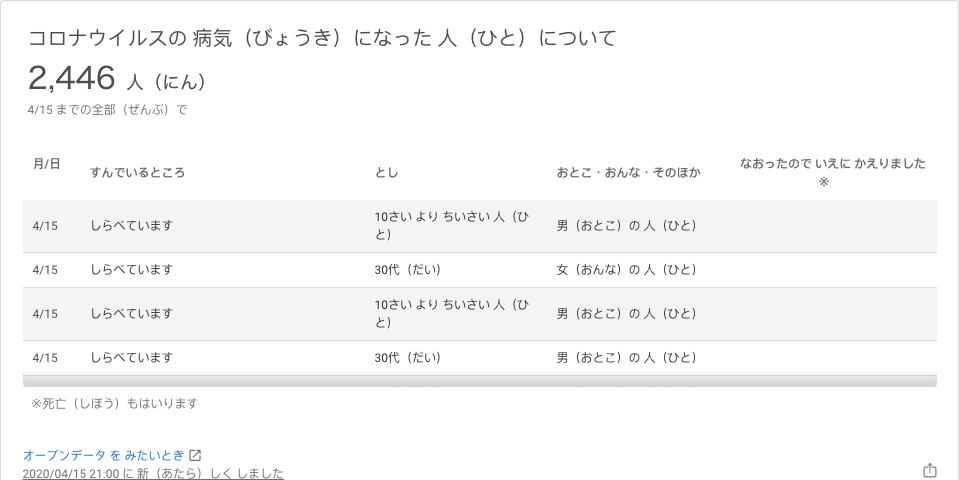 コロナウイルスの 病気（びょうき）になった 人（ひと）について
2,446 人（にん）
4/15 までの全部（ぜんぶ）で
月/日 すんでいるところ とし おとこ・おんな・そのほか なおったので いえに かえりました
※
4/15 しらべています 10さい より ちいさい 人（ひ
と） 男（おとこ）の 人（ひと）
4/15 しらべています 30代（だい） 女（おんな）の 人（ひと）
4/15 しらべています 10さい より ちいさい 人（ひ
と） 男（おとこ）の 人（ひと）
4/15 しらべています 30代（だい） 男（おとこ）の 人（ひと）
※死亡（しぼう）もはいります
オープンデータ を みたいとき
2020/04/15 21:00 に 新（あたら）しく しました